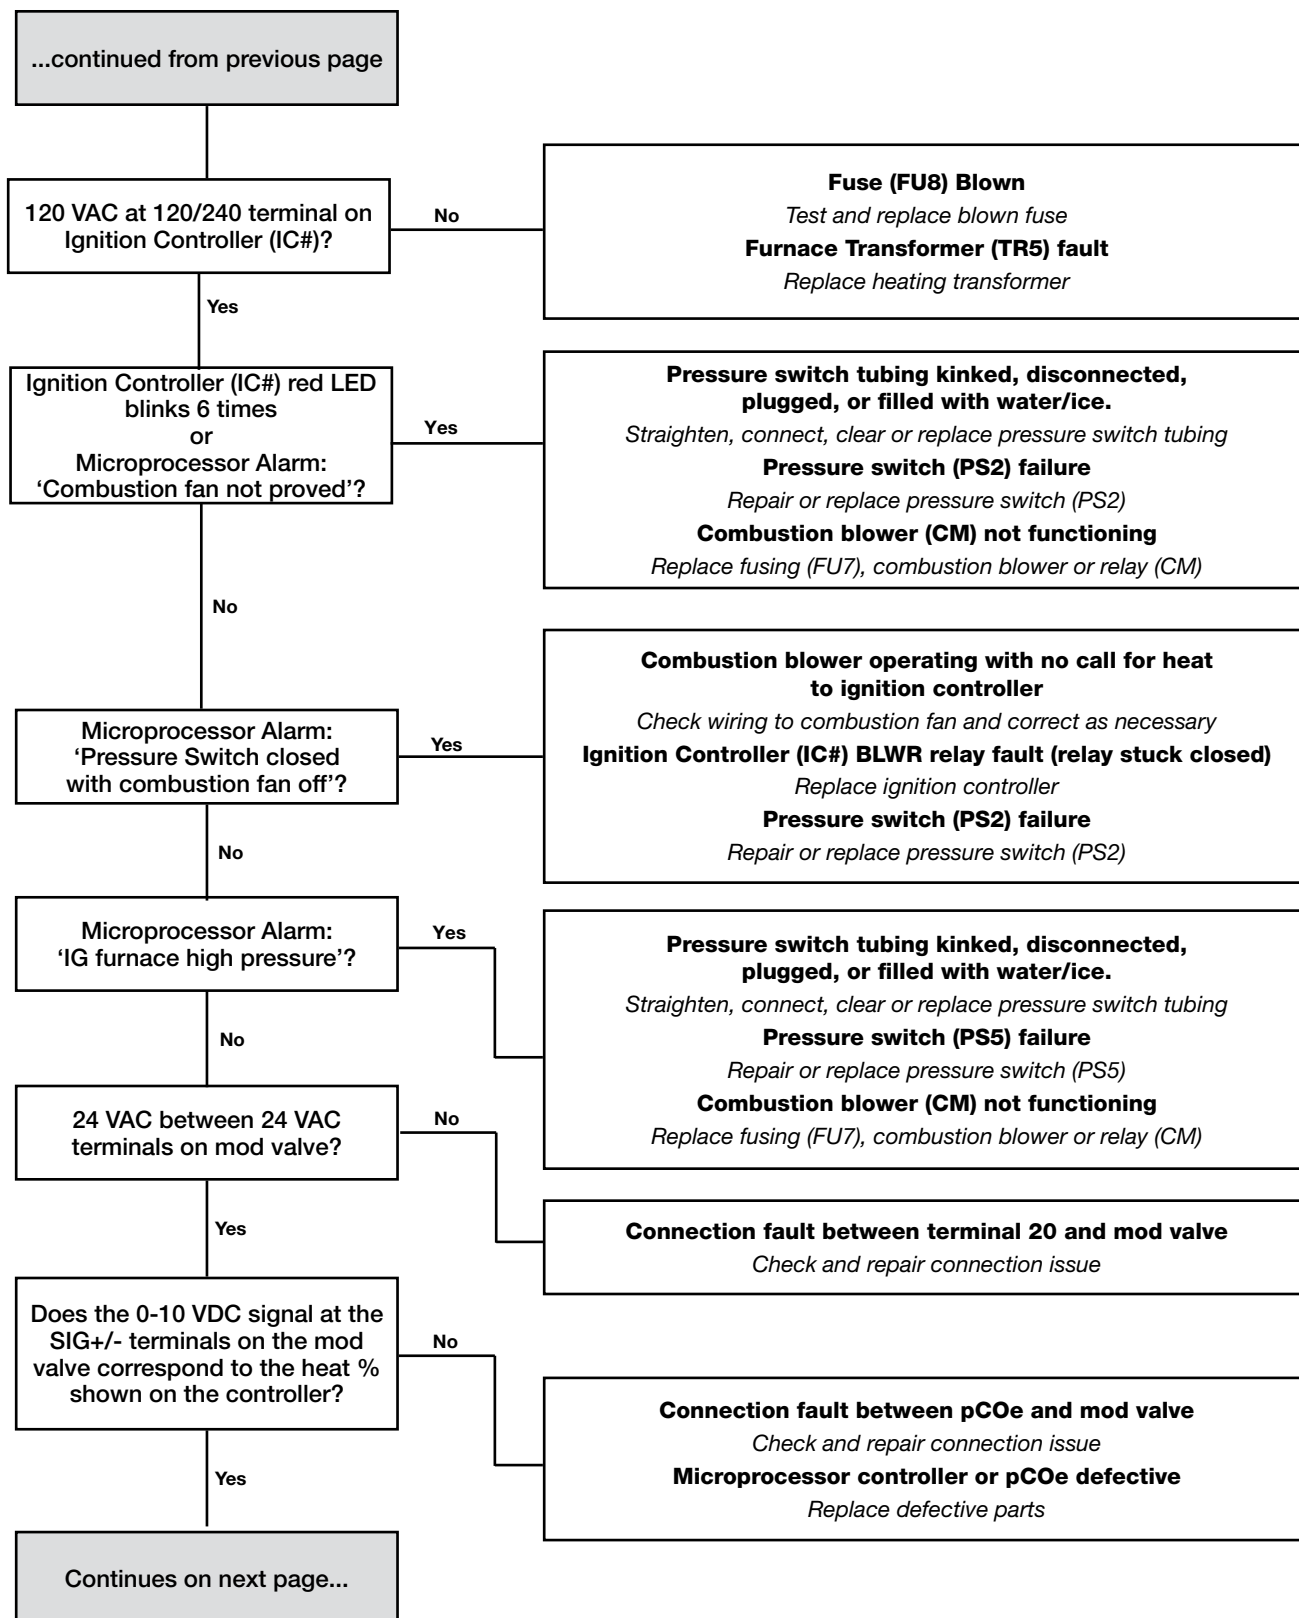 ...continued from previous page
120 VAC at 120/240 terminal on
Ignition Controller (IC#)?
No
Fuse (FU8) Blown
Test and replace blown fuse
Furnace Transformer (TR5) fault
Replace heating transformer
Yes
Ignition Controller (IC#) red LED
blinks 6 times
or
Microprocessor Alarm:
‘Combustion fan not proved’?
Yes
Pressure switch tubing kinked, disconnected,
plugged, or filled with water/ice.
Straighten, connect, clear or replace pressure switch tubing
Pressure switch (PS2) failure
Repair or replace pressure switch (PS2)
Combustion blower (CM) not functioning
Replace fusing (FU7), combustion blower or relay (CM)
No
Microprocessor Alarm:
‘Pressure Switch closed
with combustion fan off’?
Yes
Combustion blower operating with no call for heat
to ignition controller
Check wiring to combustion fan and correct as necessary
Ignition Controller (IC#) BLWR relay fault (relay stuck closed)
Replace ignition controller
Pressure switch (PS2) failure
Repair or replace pressure switch (PS2)
No
Microprocessor Alarm:
‘IG furnace high pressure’?
Yes
Pressure switch tubing kinked, disconnected,
plugged, or filled with water/ice.
Straighten, connect, clear or replace pressure switch tubing
Pressure switch (PS5) failure
Repair or replace pressure switch (PS5)
Combustion blower (CM) not functioning
Replace fusing (FU7), combustion blower or relay (CM)
No
24 VAC between 24 VAC
terminals on mod valve?
No
Connection fault between terminal 20 and mod valve
Check and repair connection issue
Yes
Does the 0-10 VDC signal at the
SIG+/- terminals on the mod
valve correspond to the heat %
shown on the controller?
No
Connection fault between pCOe and mod valve
Check and repair connection issue
Microprocessor controller or pCOe defective
Replace defective parts
Yes
Continues on next page...